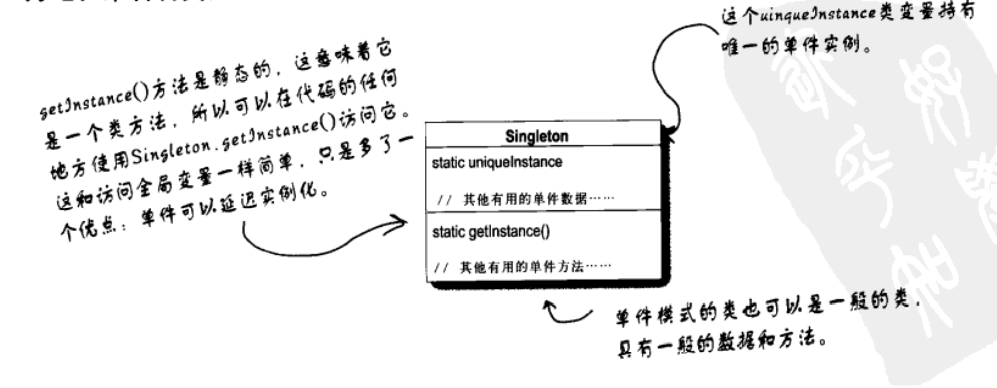 这个uinqueInstance类变量持有
唯一的单件实例。
getInstance()方法是静态的，这意味着它
是一个类方法，所以可以在代码的任何
地方使用Singleton.getInstance()访问它。
这和访问全局变量一样简单，只是多了一
个优点：单件可以延迟实例化。
Singleton
static uniqueInstance
// 其他有用的单件数据……
static getInstance()
// 其他有用的单件方法……
单件模式的类也可以是一般的类，
具有一般的数据和方法。